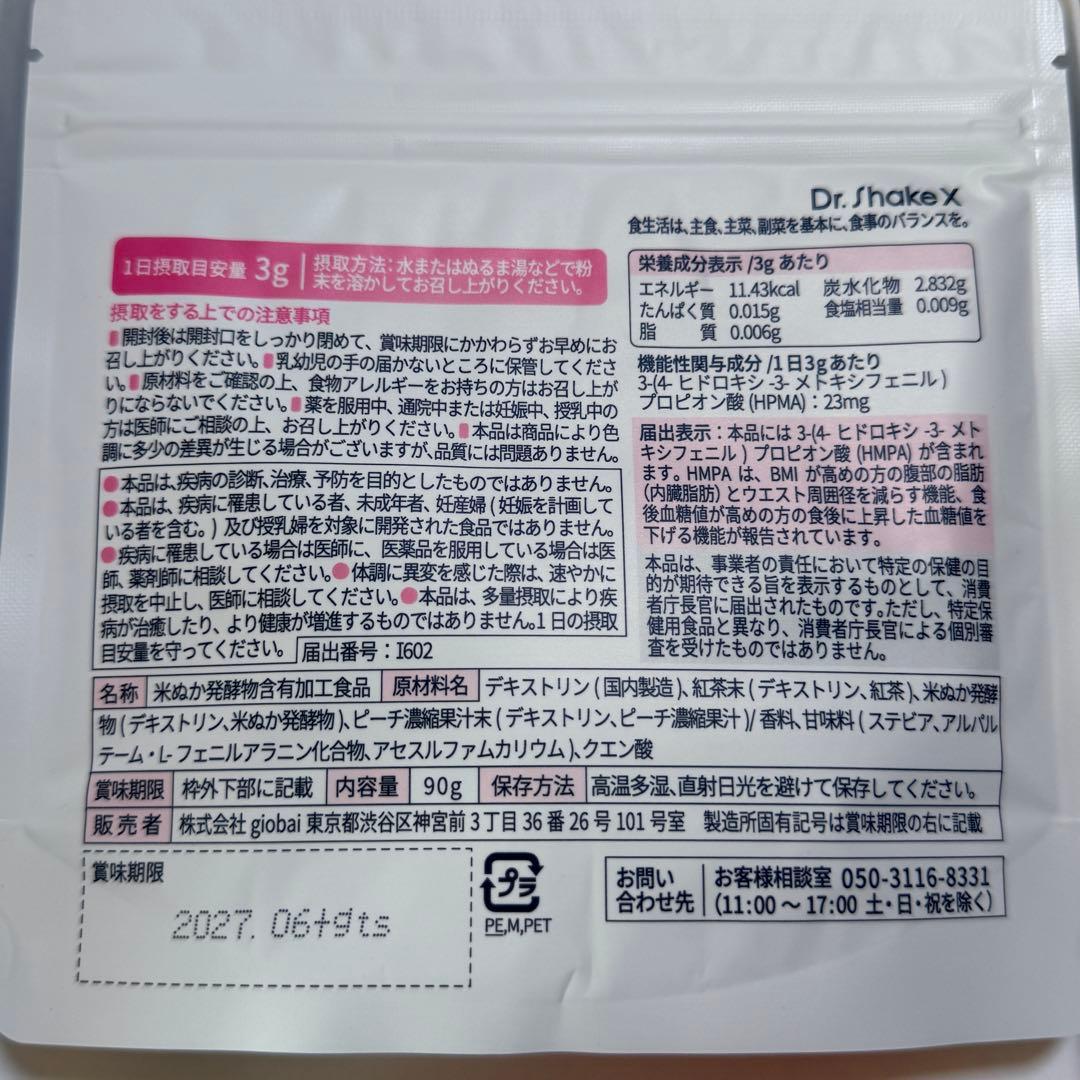 Dr. Shake X
食生活は、主食、主菜、副菜を基本に、食事のバランスを。
1日摂取目安量 3g
摂取方法：水またはぬるま湯などで粉
末を溶かしてお召し上がりください。
摂取をする上での注意事項
開封後は開封口をしっかり閉めて、賞味期限にかかわらずお早めにお
召し上がりください。乳幼児の手の届かないところに保管してくださ
い。原材料をご確認の上、食物アレルギーをお持ちの方はお召し上が
りにならないでください。薬を服用中、通院中または妊娠中、授乳中の
方は医師にご相談の上、お召し上がりください。本品は商品により色
調に多少の差異が生じる場合がございますが、品質には問題ありません。
●本品は、疾病の診断、治療、予防を目的としたものではありません。
●本品は、疾病に罹患している者、未成年者、妊産婦(妊娠を計画して
いる者を含む。)及び授乳婦を対象に開発された食品ではありません。
●疾病に罹患している場合は医師に、医薬品を服用している場合は医
師、薬剤師に相談してください。●体調に異変を感じた際は、速やかに
摂取を中止し、医師に相談してください。●本品は、多量摂取により疾
病が治癒したり、より健康が増進するものではありません。1日の摂取
目安量を守ってください。
届出番号：I602
栄養成分表示 /3g あたり
エネルギー 11.43kcal 炭水化物 2.832g
たんぱく質 0.015g 食塩相当量 0.009g
脂　　質 0.006g
機能性関与成分 /1日3gあたり
3-(4- ヒドロキシ -3- メトキシフェニル)
プロピオン酸 (HPMA)：23mg
届出表示：本品には 3-(4- ヒドロキシ -3- メト
キシフェニル) プロピオン酸 (HMPA) が含まれ
ます。HMPA は、BMI が高めの方の腹部の脂肪
(内臓脂肪)とウエスト周囲径を減らす機能、食
後血糖値が高めの方の食後に上昇した血糖値を
下げる機能が報告されています。
本品は、事業者の責任において特定の保健の目
的が期待できる旨を表示するものとして、消費
者庁長官に届出されたものです。ただし、特定保
健用食品と異なり、消費者庁長官による個別審
査を受けたものではありません。
名称 米ぬか発酵物含有加工食品 原材料名 デキストリン(国内製造)、紅茶末(デキストリン、紅茶)、米ぬか発酵
物(デキストリン、米ぬか発酵物)、ピーチ濃縮果汁末(デキストリン、ピーチ濃縮果汁)/香料、甘味料(ステビア、アルパル
テーム・L-フェニルアラニン化合物、アセスルファムカリウム)、クエン酸
賞味期限 枠外下部に記載 内容量 90g 保存方法 高温多湿、直射日光を避けて保存してください。
販売者 株式会社 giobai 東京都渋谷区神宮前3丁目36番26号101号室 製造所固有記号は賞味期限の右に記載
賞味期限
2027. 06+gts
プラ
PE,M,PET
お問い
合わせ先
お客様相談室 050-3116-8331
(11:00～17:00 土・日・祝を除く)